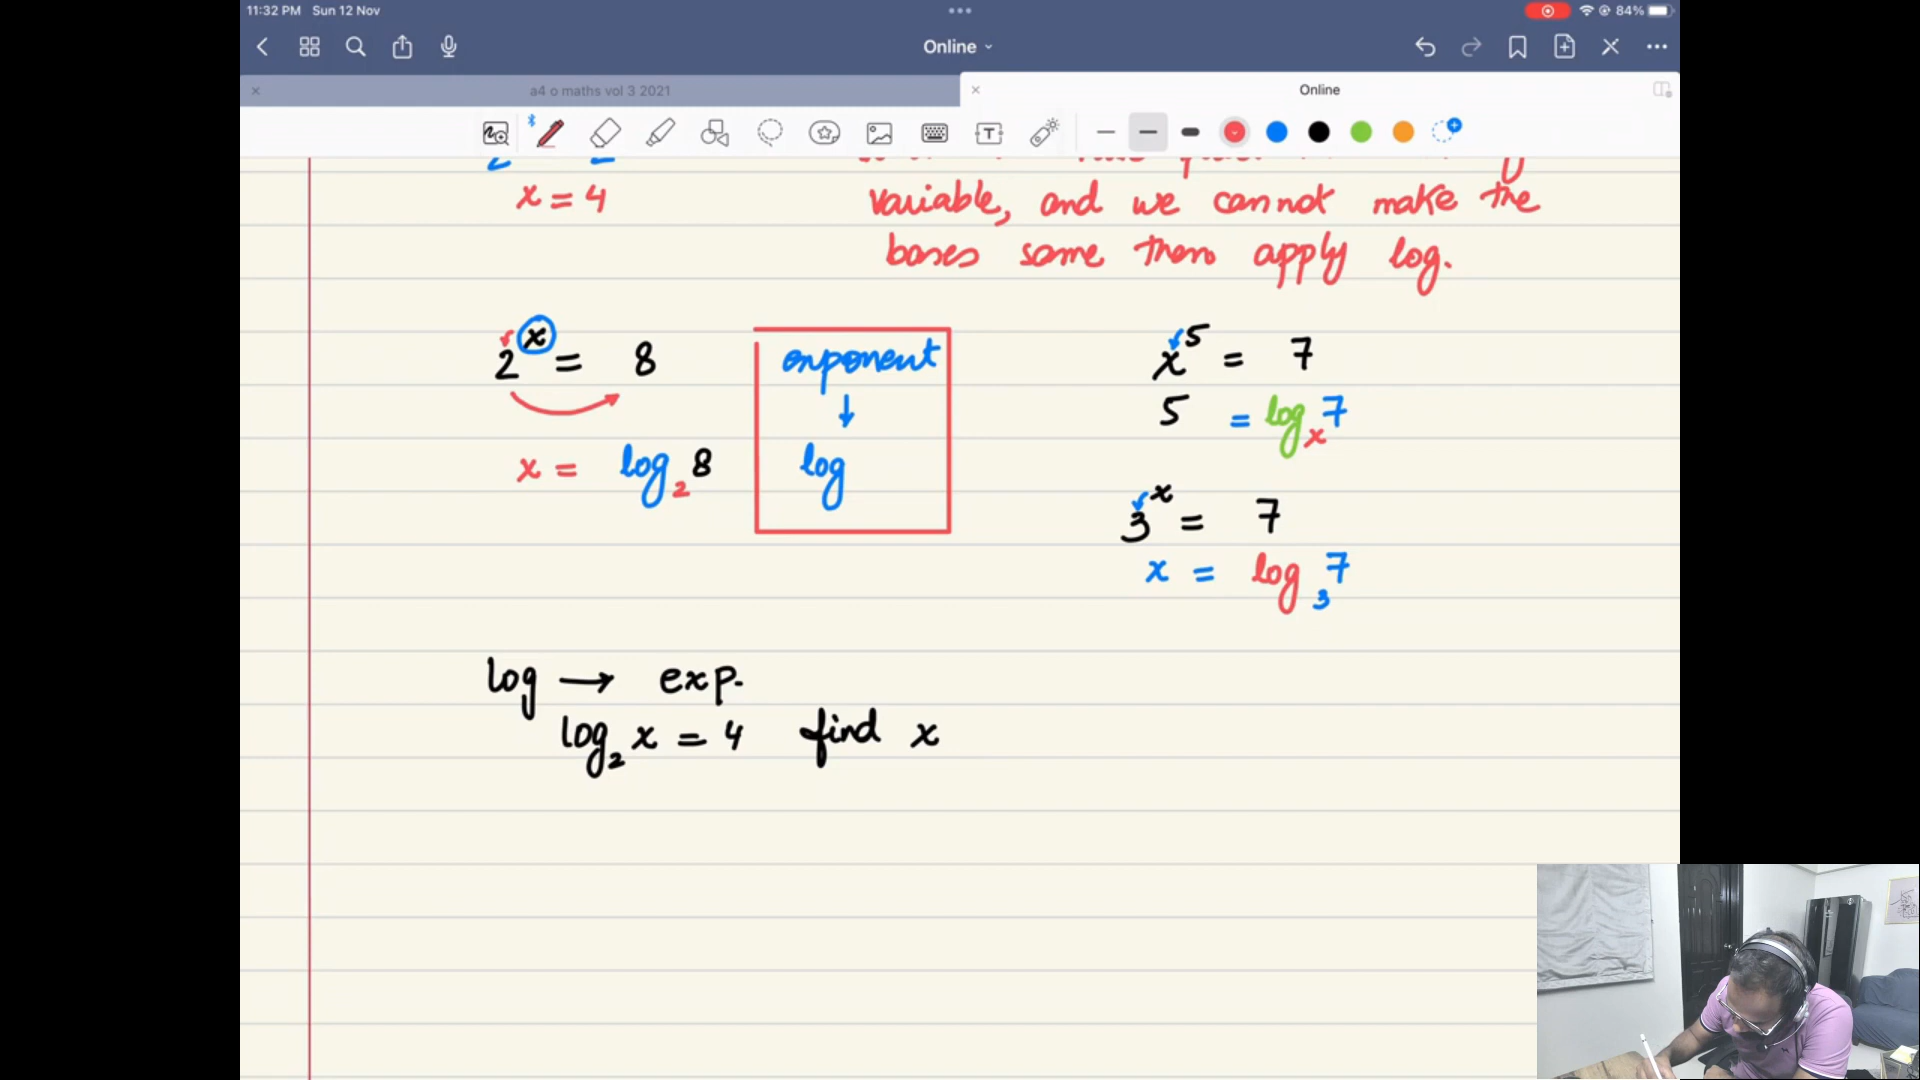 11:32 PM Sun 12 Nov
84%
Online
a4 o maths vol 3 2021
Online
x = 4
variable, and we cannot make the
bases same then apply log.
2^x = 8
x = log_2 8
exponent
↓
log
x^5 = 7
5 = log_x 7
3^x = 7
x = log_3 7
log → exp.
log_2 x = 4 find x